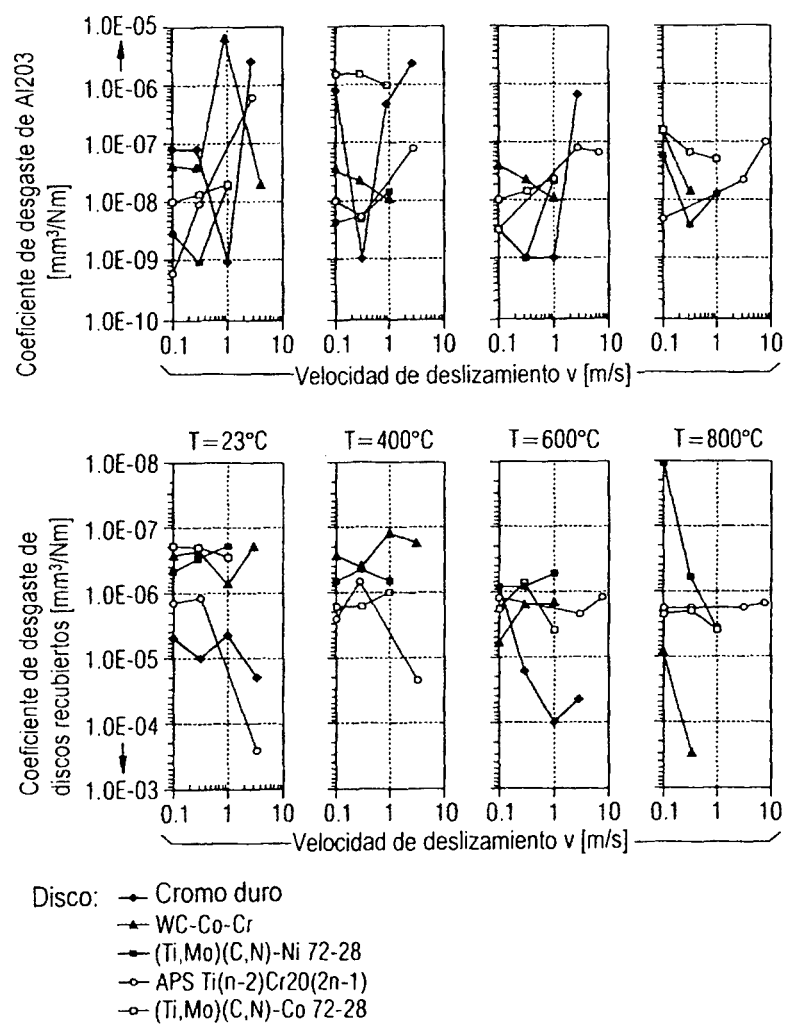 Coeficiente de desgaste de Al203
[mm³/Nm]
1.0E-05
1.0E-06
1.0E-07
1.0E-08
1.0E-09
1.0E-10
0.1 1 10
0.1 1 10
0.1 1 10
0.1 1 10
Velocidad de deslizamiento v [m/s]
T=23°C
T=400°C
T=600°C
T=800°C
Coeficiente de desgaste de
discos recubiertos [mm³/Nm]
1.0E-08
1.0E-07
1.0E-06
1.0E-05
1.0E-04
1.0E-03
0.1 1 10
0.1 1 10
0.1 1 10
0.1 1 10
Velocidad de deslizamiento v [m/s]
Disco:
Cromo duro
WC-Co-Cr
(Ti,Mo)(C,N)-Ni 72-28
APS Ti(n-2)Cr20(2n-1)
(Ti,Mo)(C,N)-Co 72-28